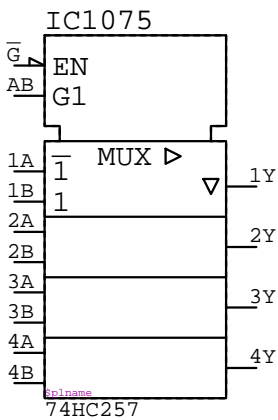 IC1075
G̅ EN
AB G1
MUX ▷
1A 1̅
1B 1 ▽ 1Y
2A
2B 2Y
3A
3B 3Y
4A
4B 4Y
$plname
74HC257